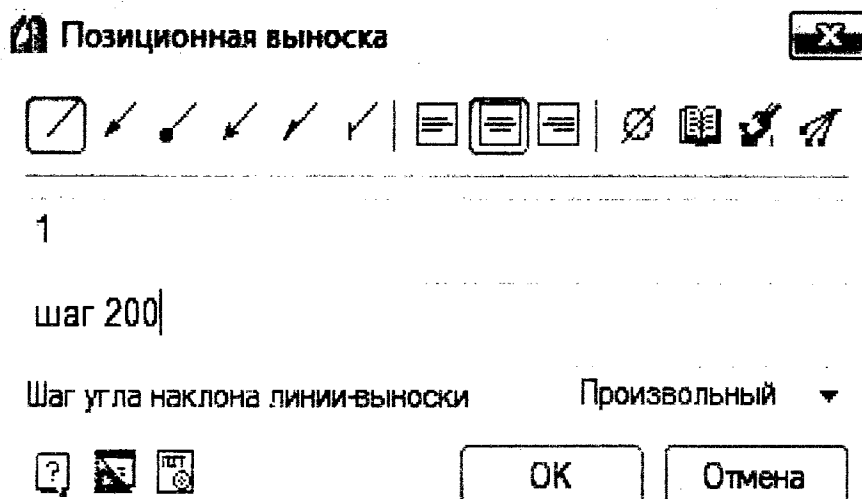 Позиционная выноска
1
шаг 200
Шаг угла наклона линии-выноски Произвольный
OK Отмена